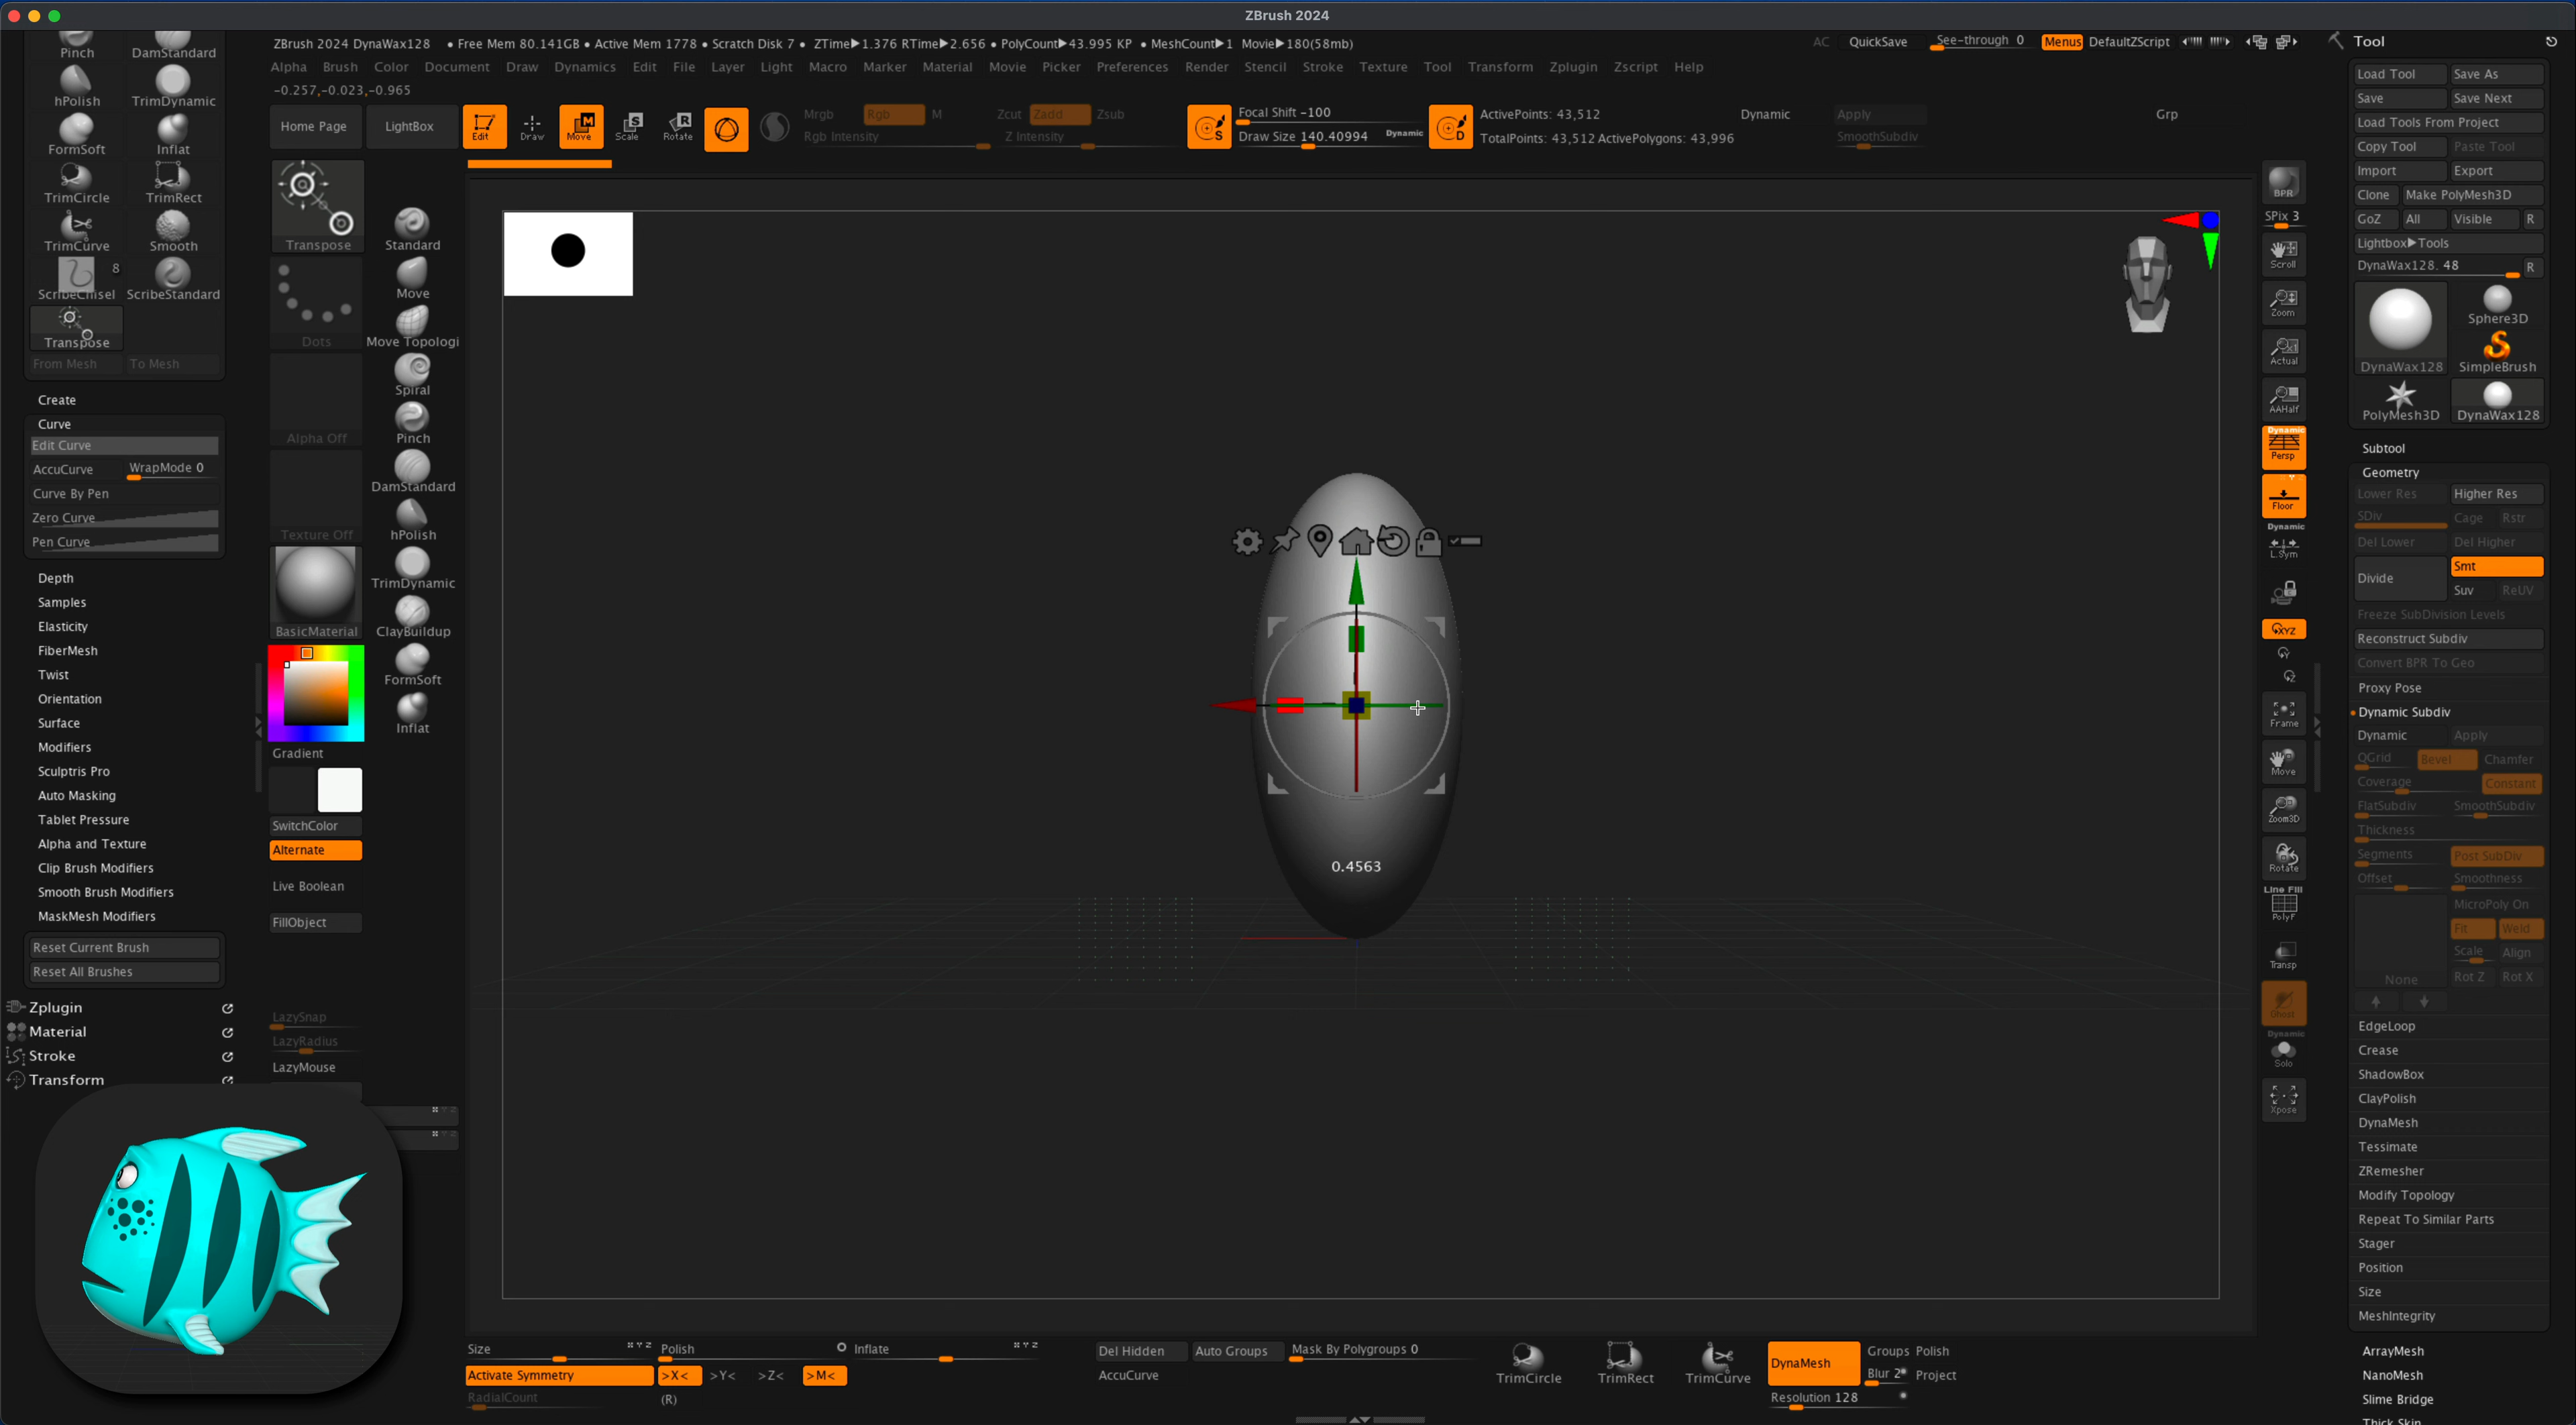 ZBrush 2024
ZBrush 2024 DynaWax128 • Free Mem 80.141GB • Active Mem 1778 • Scratch Disk 7 • ZTime▶1.376 RTime▶2.656 • PolyCount▶43.995 KP • MeshCount▶1 Movie▶180(58mb)
AC QuickSave See-through 0 Menus DefaultZScript
Alpha Brush Color Document Draw Dynamics Edit File Layer Light Macro Marker Material Movie Picker Preferences Render Stencil Stroke Texture Tool Transform Zplugin Zscript Help
-0.257,-0.023,-0.965
Home Page LightBox Edit Draw Move Scale Rotate
Mrgb Rgb M Zcut Zadd Zsub
Rgb Intensity Z Intensity
Focal Shift -100
Draw Size 140.40994 Dynamic
ActivePoints: 43,512
TotalPoints: 43,512 ActivePolygons: 43,996
Dynamic Apply
SmoothSubdiv
Grp
Pinch DamStandard
hPolish TrimDynamic
FormSoft Inflat
TrimCircle TrimRect
TrimCurve Smooth
8
ScribeChisel ScribeStandard
Transpose
From Mesh To Mesh
Create
Curve
Edit Curve
AccuCurve WrapMode 0
Curve By Pen
Zero Curve
Pen Curve
Depth
Samples
Elasticity
FiberMesh
Twist
Orientation
Surface
Modifiers
Sculptris Pro
Auto Masking
Tablet Pressure
Alpha and Texture
Clip Brush Modifiers
Smooth Brush Modifiers
MaskMesh Modifiers
Reset Current Brush
Reset All Brushes
Zplugin
Material
Stroke
Transform
Transpose
Dots
Alpha Off
Texture Off
BasicMaterial
Gradient
SwitchColor
Alternate
Live Boolean
FillObject
LazySnap
LazyRadius
LazyMouse
Standard
Move
Move Topologi
Spiral
Pinch
DamStandard
hPolish
TrimDynamic
ClayBuildup
FormSoft
Inflat
0.4563
BPR
SPix 3
Scroll
Zoom
Actual
AAHalf
Dynamic
Persp
Floor
Dynamic
L.Sym
XYZ
Frame
Move
Zoom3D
Rotate
Line Fill
PolyF
Transp
Ghost
Dynamic
Solo
Xpose
Tool
Load Tool Save As
Save Save Next
Load Tools From Project
Copy Tool Paste Tool
Import Export
Clone Make PolyMesh3D
GoZ All Visible R
Lightbox▶Tools
DynaWax128. 48 R
Sphere3D
DynaWax128 SimpleBrush
PolyMesh3D DynaWax128
Subtool
Geometry
Lower Res Higher Res
SDiv Cage Rstr
Del Lower Del Higher
Divide Smt
Suv ReUV
Freeze SubDivision Levels
Reconstruct Subdiv
Convert BPR To Geo
Proxy Pose
Dynamic Subdiv
Dynamic Apply
QGrid Bevel Chamfer
Coverage Constant
FlatSubdiv SmoothSubdiv
Thickness
Segments Post SubDiv
Offset Smoothness
MicroPoly On
Fit Weld
Scale Align
None Rot Z Rot X
EdgeLoop
Crease
ShadowBox
ClayPolish
DynaMesh
Tessimate
ZRemesher
Modify Topology
Repeat To Similar Parts
Stager
Position
Size
MeshIntegrity
ArrayMesh
NanoMesh
Slime Bridge
Thick Skin
Size Polish Inflate
Activate Symmetry >X< >Y< >Z< >M<
RadialCount (R)
Del Hidden Auto Groups Mask By Polygroups 0
AccuCurve
TrimCircle TrimRect TrimCurve
DynaMesh Groups Polish
Blur 2 Project
Resolution 128